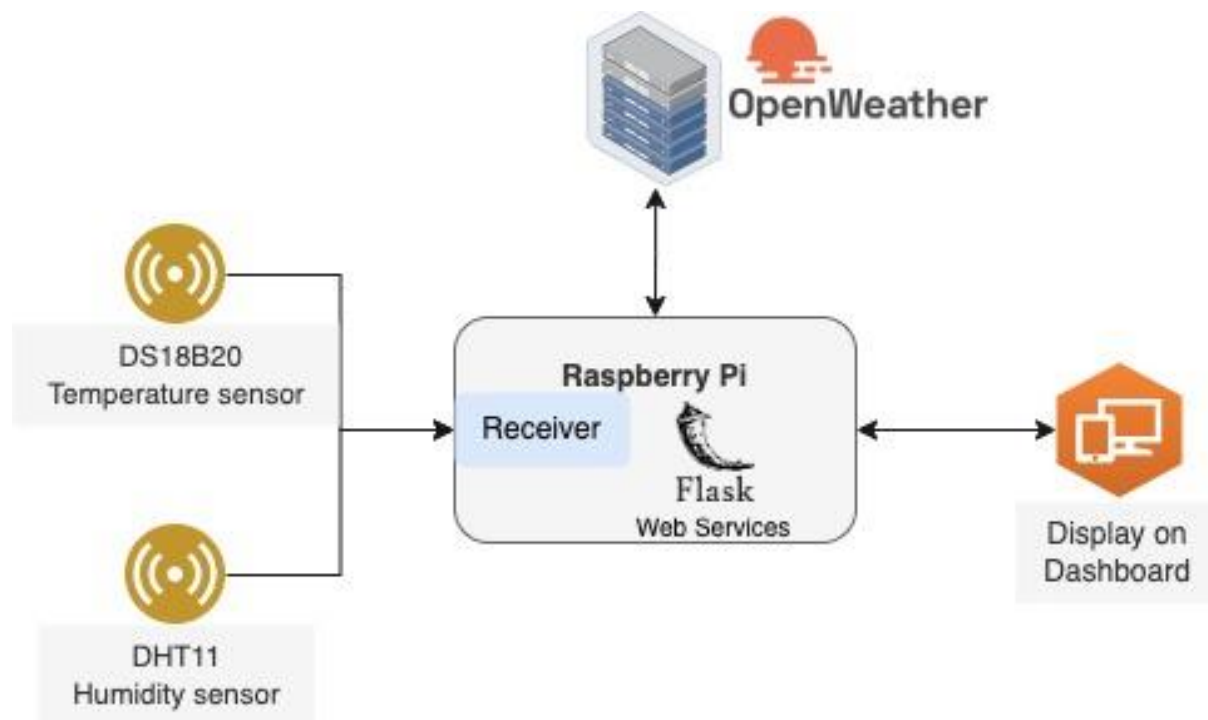 OpenWeather
DS18B20
Temperature sensor
Raspberry Pi
Receiver
Flask
Web Services
Display on
Dashboard
DHT11
Humidity sensor